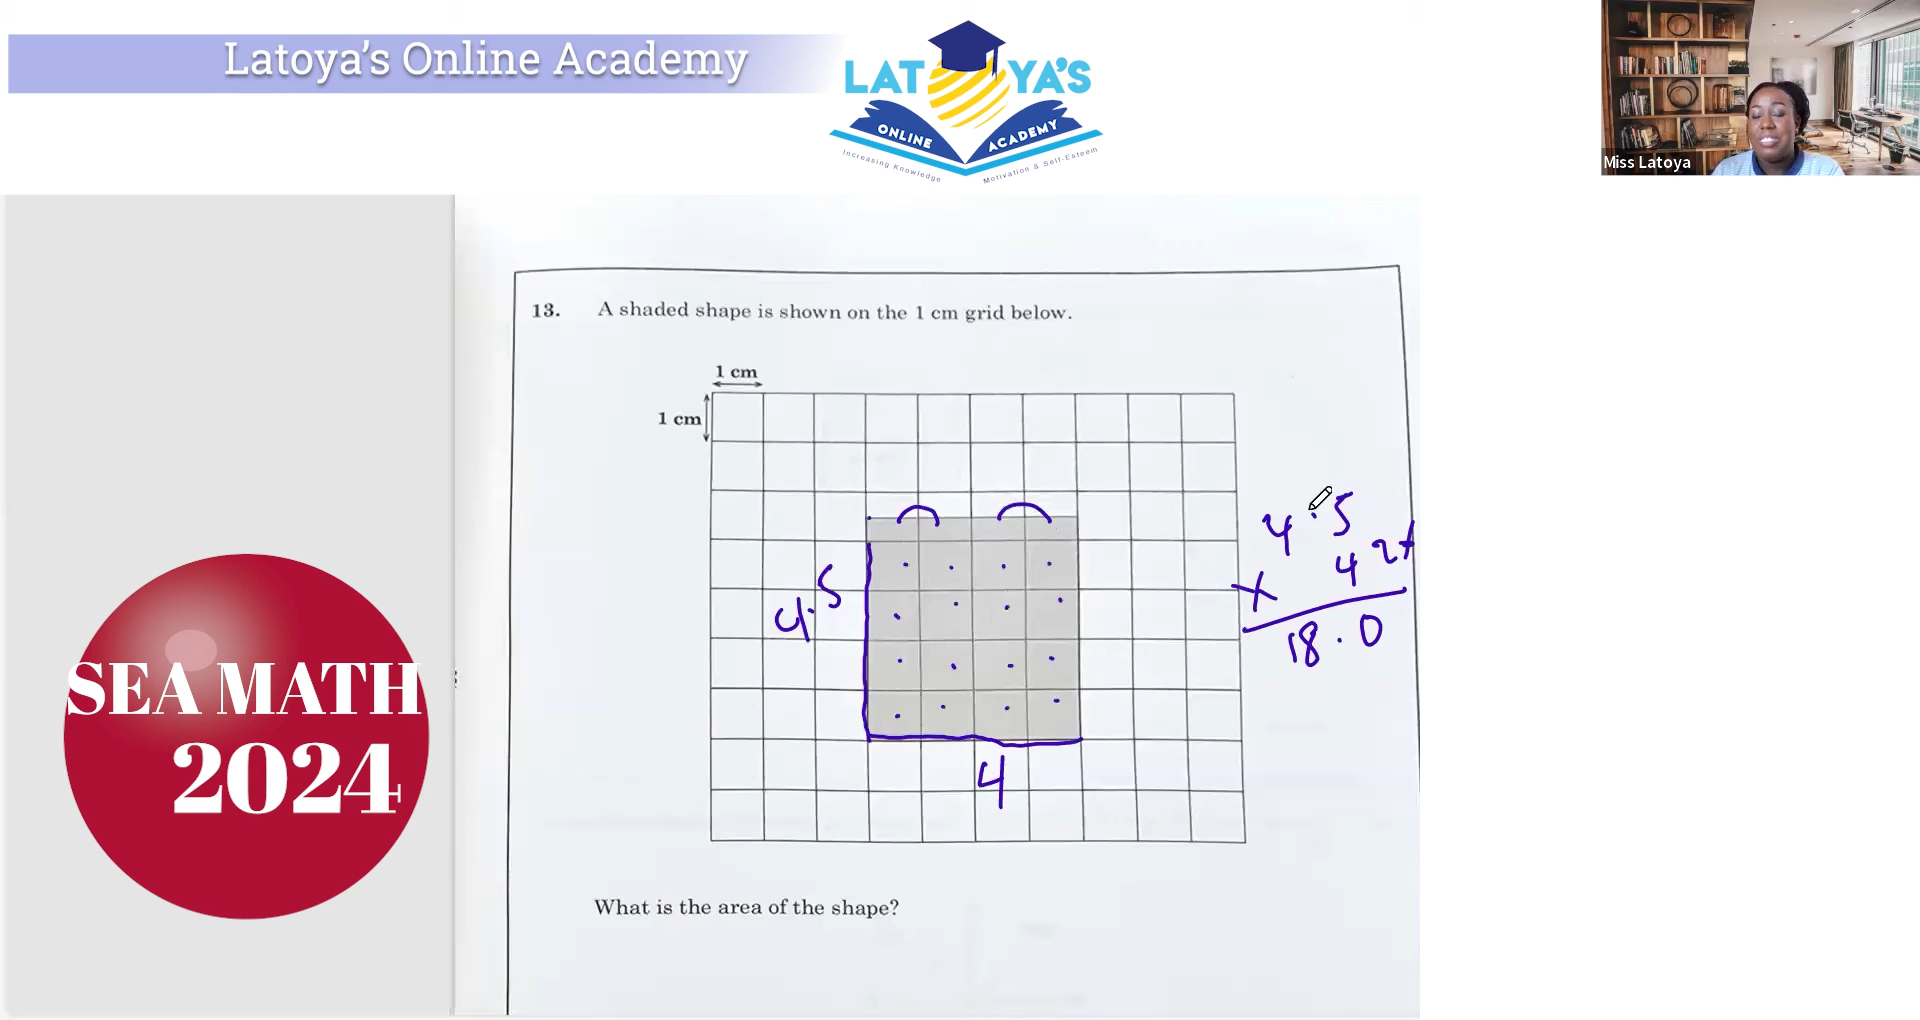 Latoya's Online Academy
LATOYA'S
ONLINE ACADEMY
Increasing Knowledge Motivation & Self-Esteem
Miss Latoya
13. A shaded shape is shown on the 1 cm grid below.
1 cm
1 cm
4.5
4
4.5
x 4 2+
18.0
SEA MATH
2024
What is the area of the shape?